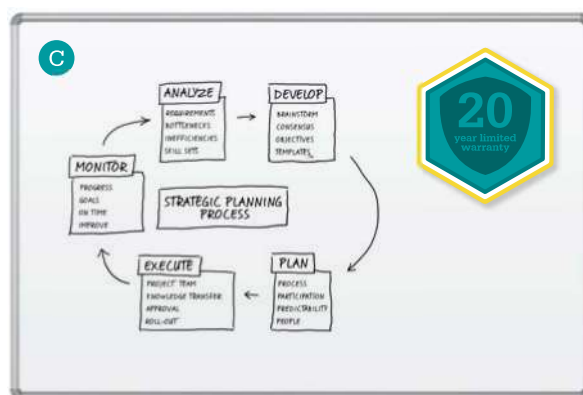 C
ANALYZE
REQUIREMENTS
BOTTLENECKS
INEFFICIENCIES
SKILL SETS
DEVELOP
BRAINSTORM
CONSENSUS
OBJECTIVES
TEMPLATES
20
year limited
warranty
MONITOR
PROGRESS
GOALS
ON TIME
IMPROVE
STRATEGIC PLANNING
PROCESS
EXECUTE
PROJECT TEAM
KNOWLEDGE TRANSFER
APPROVAL
ROLL-OUT
PLAN
PROCESS
PARTICIPATION
PREDICTABILITY
PEOPLE